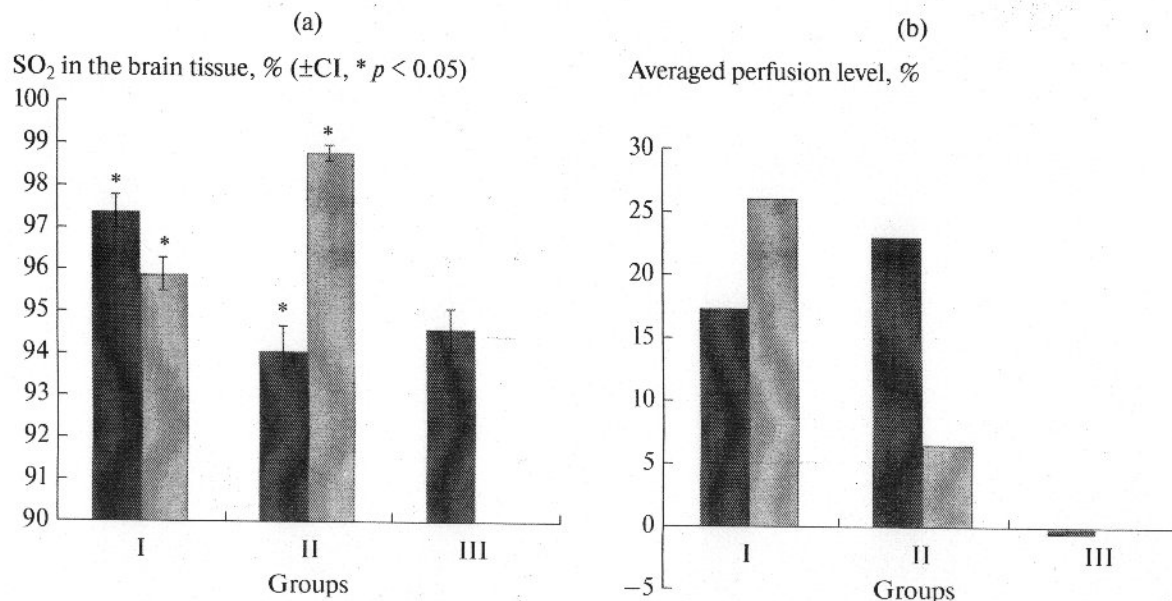 (a)
SO₂ in the brain tissue, % (±CI, * p < 0.05)
100
99
98
97
96
95
94
93
92
91
90
*
*
*
*
I II III
Groups
(b)
Averaged perfusion level, %
30
25
20
15
10
5
0
−5
I II III
Groups